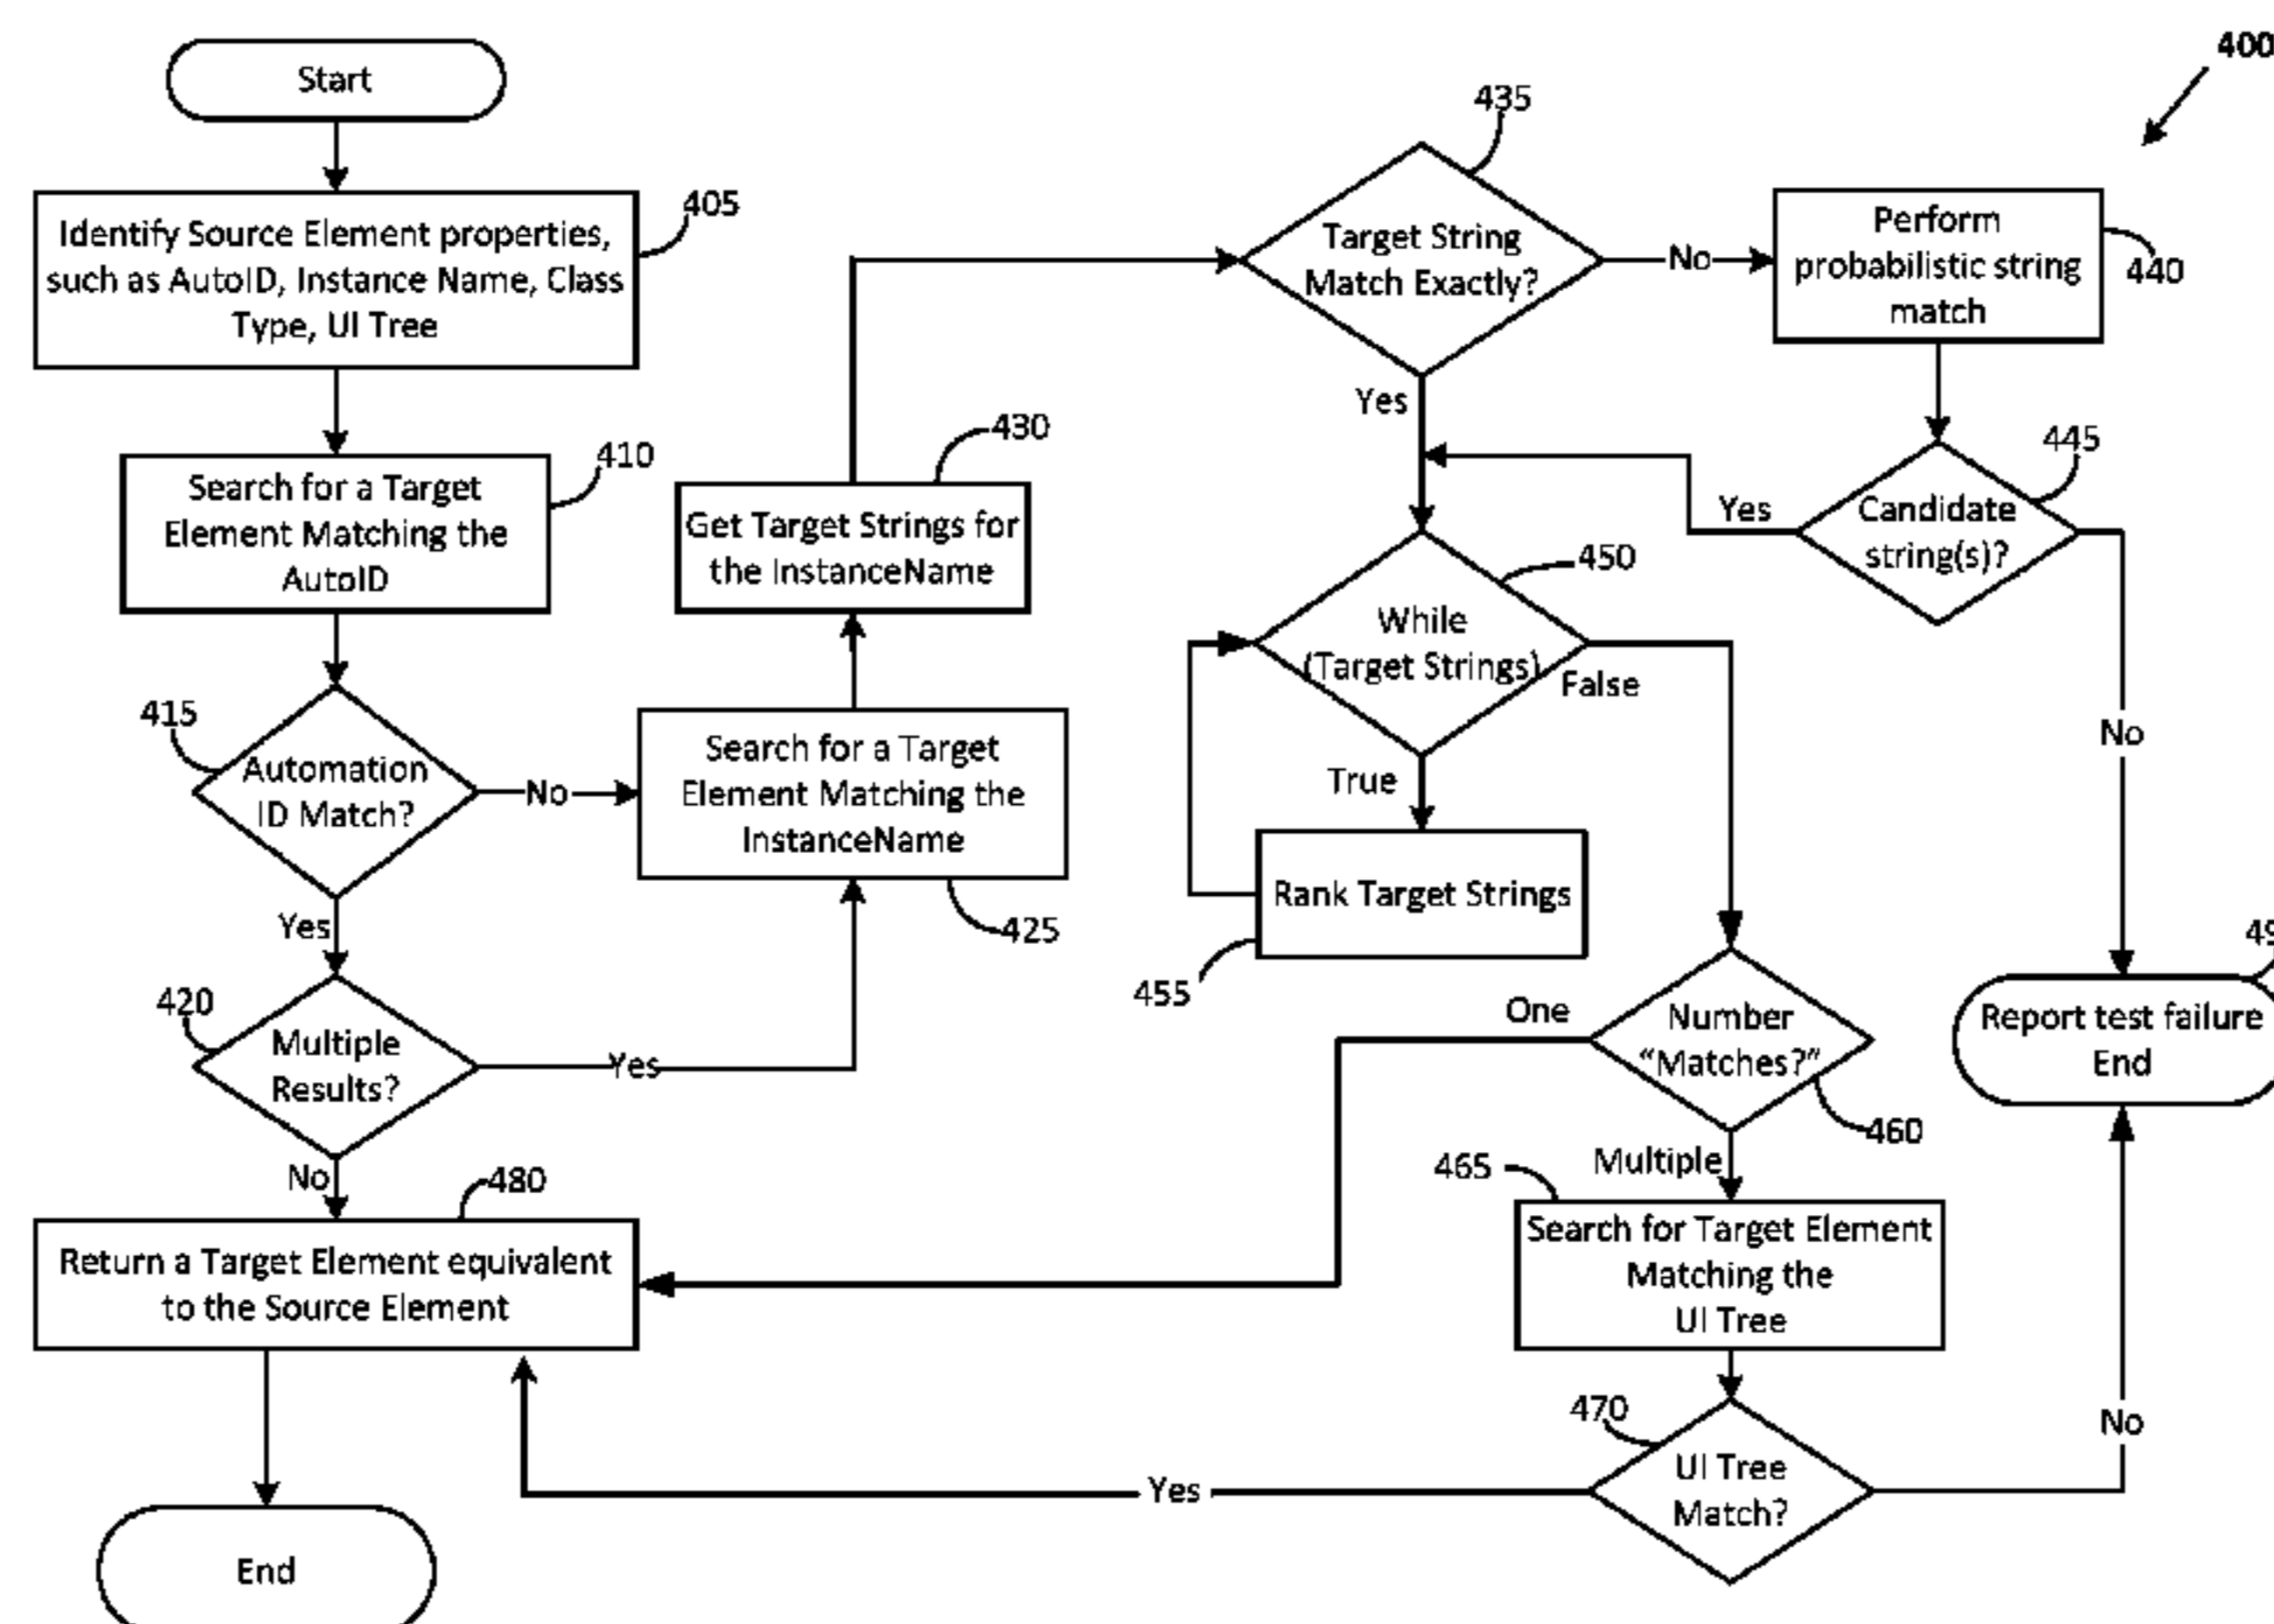 400
Start
405
Identify Source Element properties,
such as AutoID, Instance Name, Class
Type, UI Tree
410
Search for a Target
Element Matching the
AutoID
415
Automation
ID Match?
No
Yes
420
Multiple
Results?
Yes
No
480
Return a Target Element equivalent
to the Source Element
End
425
Search for a Target
Element Matching the
InstanceName
430
Get Target Strings for
the InstanceName
435
Target String
Match Exactly?
No
Yes
440
Perform
probabilistic string
match
445
Candidate
string(s)?
Yes
No
450
While
(Target Strings)
False
True
455
Rank Target Strings
460
Number
“Matches?”
One
Multiple
465
Search for Target Element
Matching the
UI Tree
470
UI Tree
Match?
Yes
No
Report test failure
End